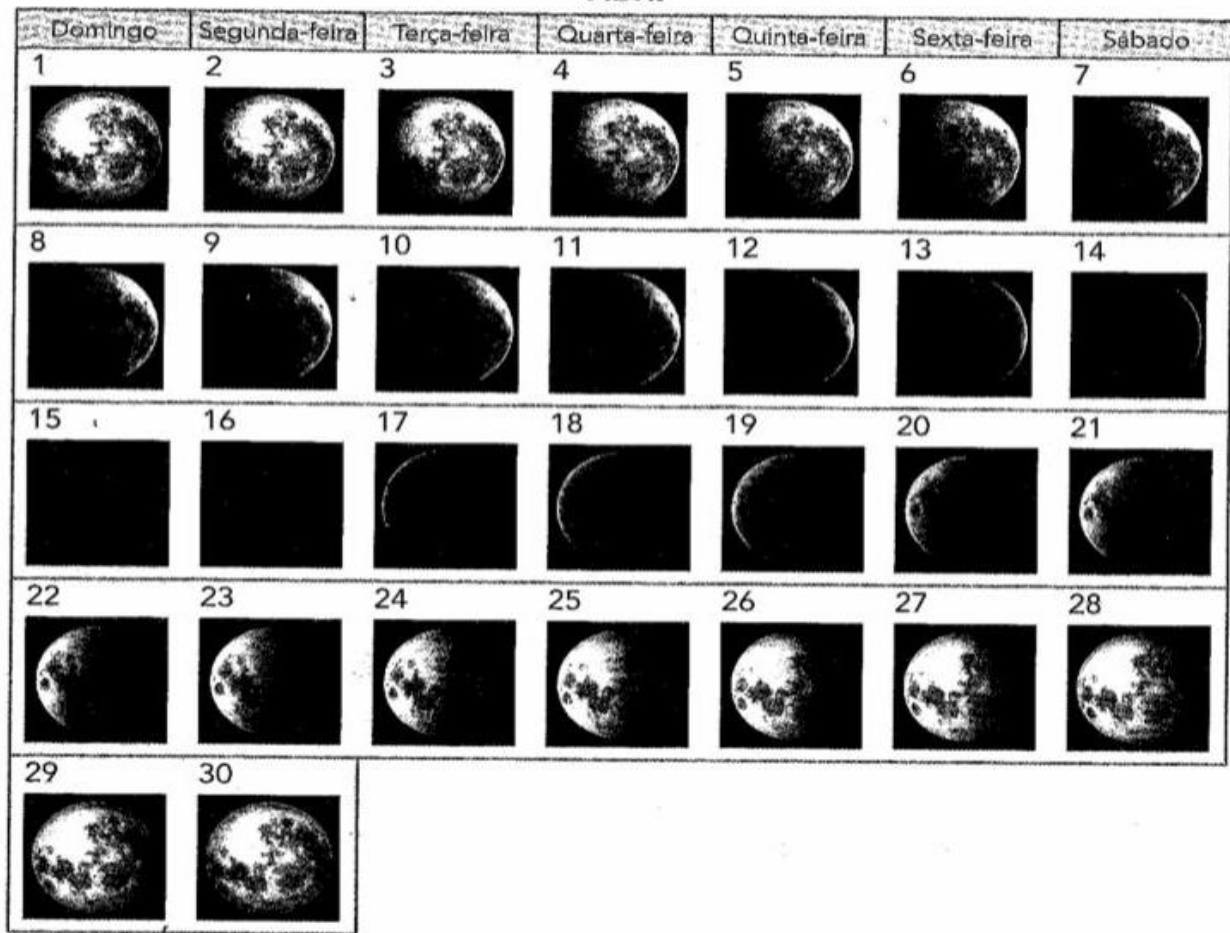 Domingo Segunda-feira Terça-feira Quarta-feira Quinta-feira Sexta-feira Sábado
1 2 3 4 5 6 7
8 9 10 11 12 13 14
15 16 17 18 19 20 21
22 23 24 25 26 27 28
29 30